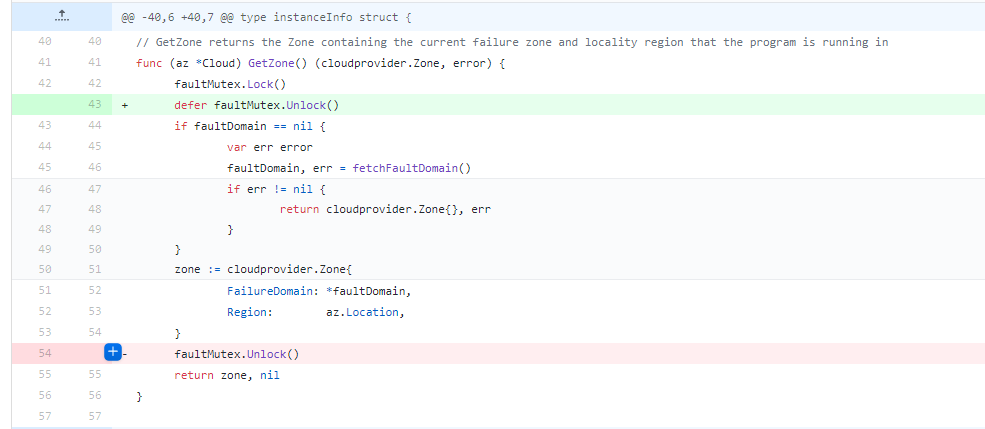 @@ -40,6 +40,7 @@ type instanceInfo struct {
40 40 // GetZone returns the Zone containing the current failure zone and locality region that the program is running in
41 41 func (az *Cloud) GetZone() (cloudprovider.Zone, error) {
42 42 faultMutex.Lock()
43 + defer faultMutex.Unlock()
43 44 if faultDomain == nil {
44 45 var err error
45 46 faultDomain, err = fetchFaultDomain()
46 47 if err != nil {
47 48 return cloudprovider.Zone{}, err
48 49 }
49 50 }
50 51 zone := cloudprovider.Zone{
51 52 FailureDomain: *faultDomain,
52 53 Region: az.Location,
53 54 }
54 + - faultMutex.Unlock()
55 55 return zone, nil
56 56 }
57 57